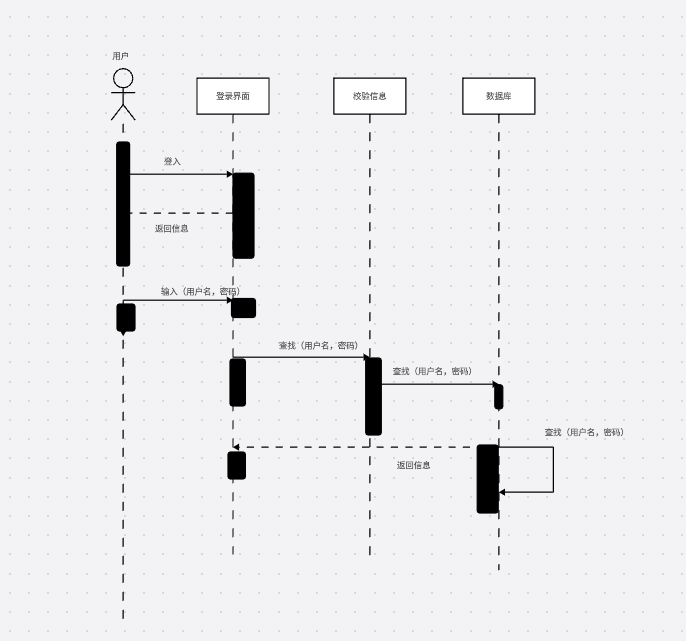 用户
登录界面
校验信息
数据库
登入
返回信息
输入（用户名，密码）
查找（用户名，密码）
查找（用户名，密码）
查找（用户名，密码）
返回信息